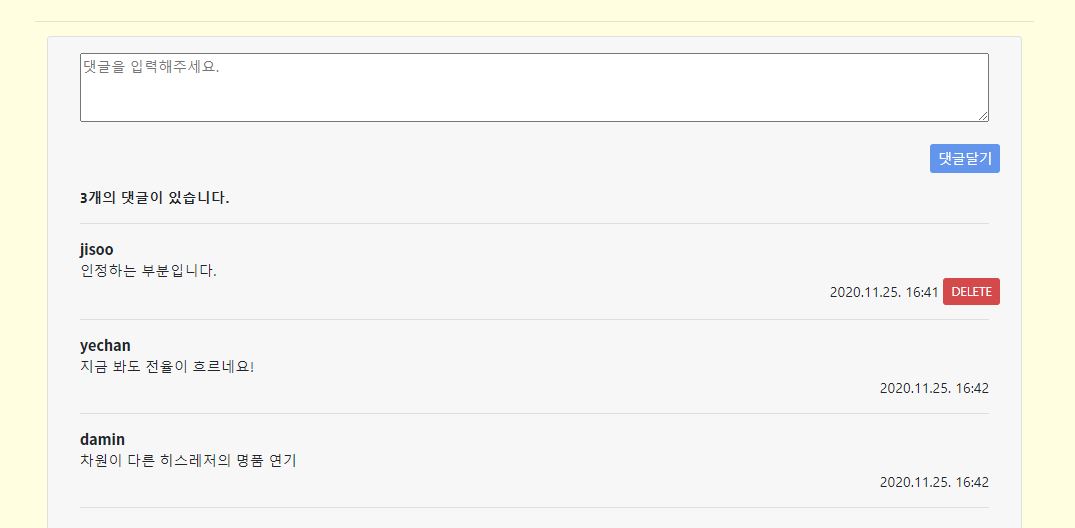 댓글을 입력해주세요.
댓글달기
3개의 댓글이 있습니다.
jisoo
인정하는 부분입니다.
2020.11.25. 16:41 DELETE
yechan
지금 봐도 전율이 흐르네요!
2020.11.25. 16:42
damin
차원이 다른 히스레저의 명품 연기
2020.11.25. 16:42